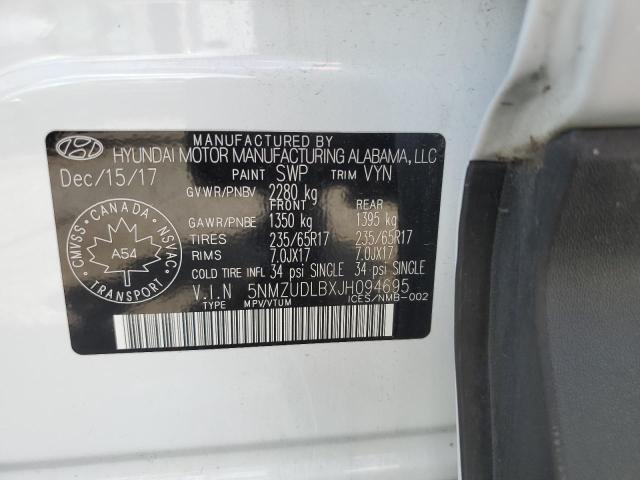 MANUFACTURED BY
HYUNDAI MOTOR MANUFACTURING ALABAMA, LLC
Dec/15/17 PAINT SWP TRIM VYN
GVWR/PNBV 2280 kg
FRONT REAR
GAWR/PNBE 1350 kg 1395 kg
TIRES 235/65R17 235/65R17
RIMS 7.0JX17 7.0JX17
COLD TIRE INFL 34 psi SINGLE 34 psi SINGLE
V.I.N 5NMZUDLBXJH094695
TYPE MPV/VTUM ICES/NMB-002
CMVSS · CANADA · NSVAC
A54
TRANSPORT